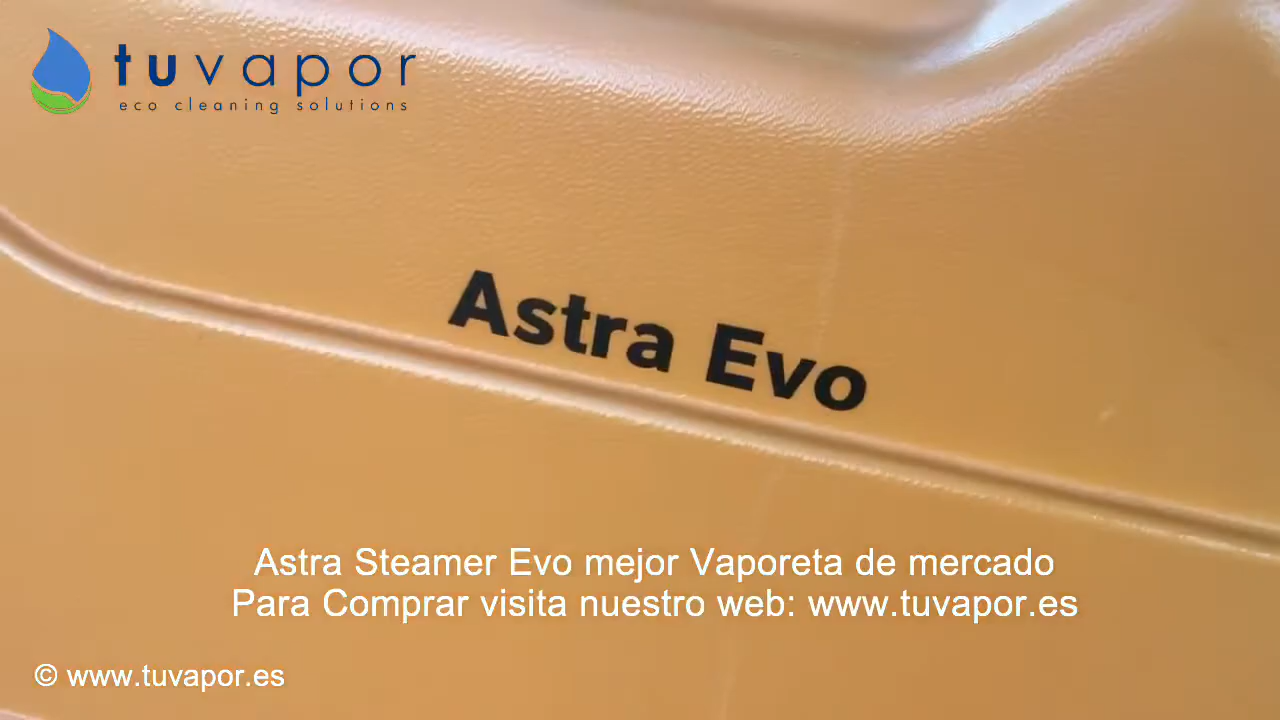 tuvapor
eco cleaning solutions
Astra Evo
Astra Steamer Evo mejor Vaporeta de mercado
Para Comprar visita nuestro web: www.tuvapor.es
© www.tuvapor.es